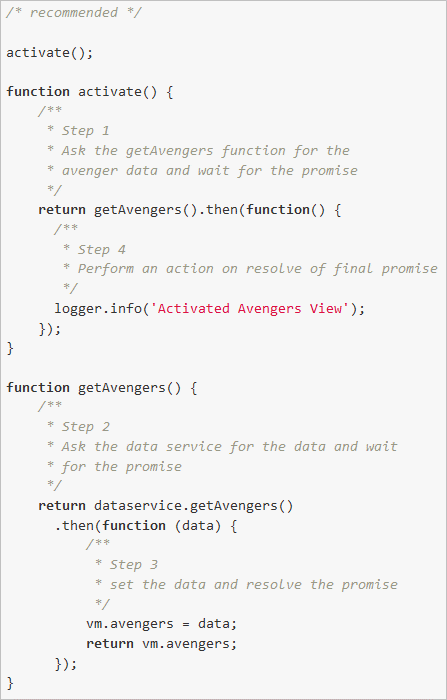 /* recommended */
activate();
function activate() {
/**
* Step 1
* Ask the getAvengers function for the
* avenger data and wait for the promise
*/
return getAvengers().then(function() {
/**
* Step 4
* Perform an action on resolve of final promise
*/
logger.info('Activated Avengers View');
});
}
function getAvengers() {
/**
* Step 2
* Ask the data service for the data and wait
* for the promise
*/
return dataservice.getAvengers()
.then(function (data) {
/**
* Step 3
* set the data and resolve the promise
*/
vm.avengers = data;
return vm.avengers;
});
}